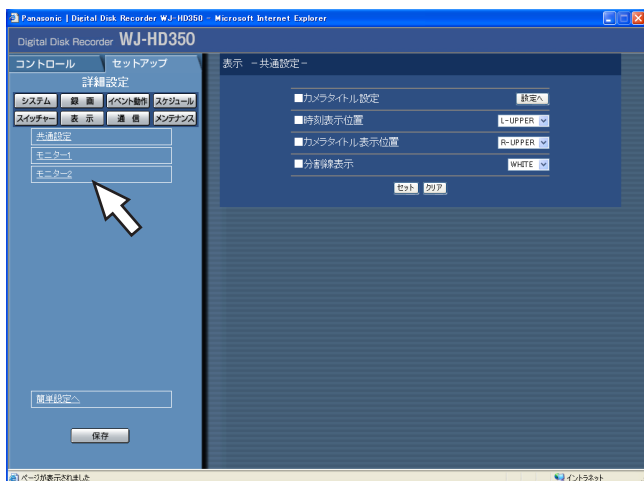 Panasonic | Digital Disk Recorder WJ-HD350 - Microsoft Internet Explorer
Digital Disk Recorder WJ-HD350
コントロール セットアップ
詳細設定
システム 録 画 イベント動作 スケジュール
スイッチャー 表 示 通 信 メンテナンス
共通設定
モニター1
モニター2
簡単設定へ
保存
表示 －共通設定－
■カメラタイトル設定 設定へ
■時刻表示位置 L-UPPER
■カメラタイトル表示位置 R-UPPER
■分割線表示 WHITE
セット クリア
ページが表示されました イントラネット